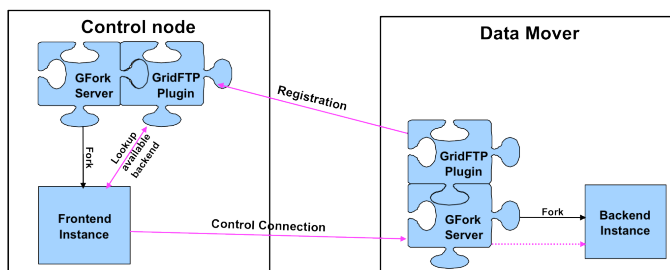 Control node
Data Mover
GFork
Server
GridFTP
Plugin
Registration
Fork
Lookup
available
backend
GridFTP
Plugin
Frontend
Instance
Control Connection
GFork
Server
Fork
Backend
Instance